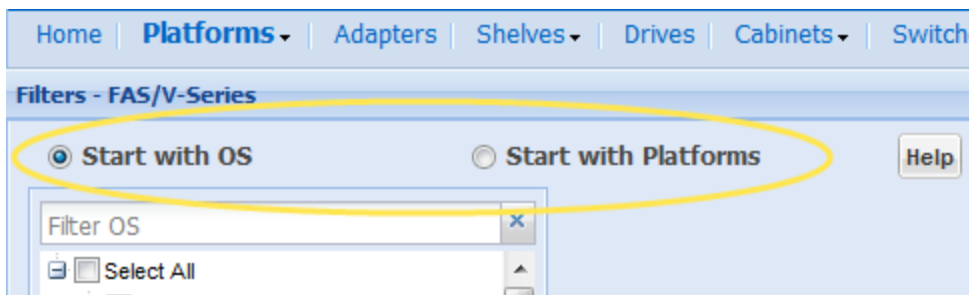 Home Platforms Adapters Shelves Drives Cabinets Switch
Filters - FAS/V-Series
Start with OS Start with Platforms Help
Filter OS
Select All